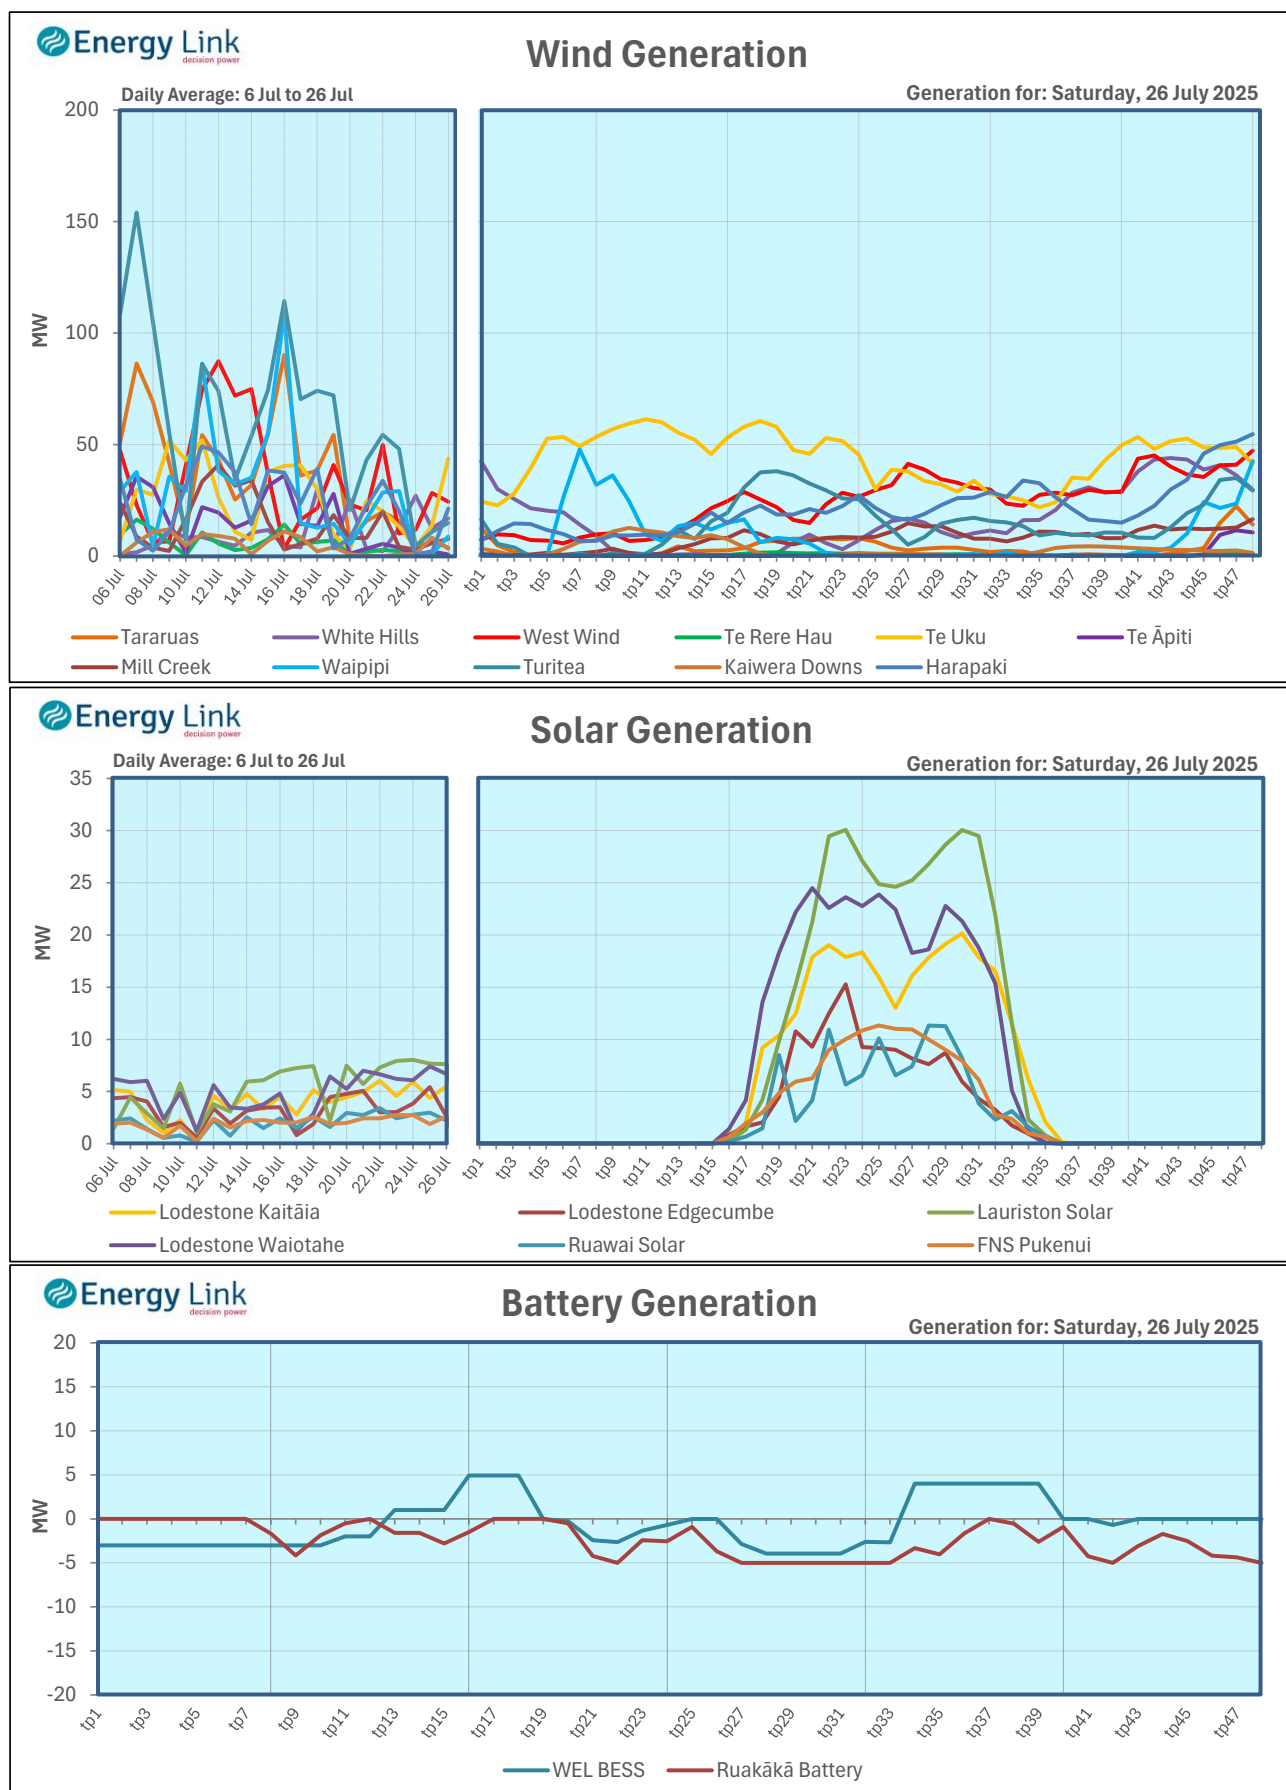 Energy Link
decision power
Wind Generation
Daily Average: 6 Jul to 26 Jul
Generation for: Saturday, 26 July 2025
MW
200
150
100
50
0
06 Jul 08 Jul 10 Jul 12 Jul 14 Jul 16 Jul 18 Jul 20 Jul 22 Jul 24 Jul 26 Jul
tp1 tp3 tp5 tp7 tp9 tp11 tp13 tp15 tp17 tp19 tp21 tp23 tp25 tp27 tp29 tp31 tp33 tp35 tp37 tp39 tp41 tp43 tp45 tp47
Tararuas White Hills West Wind Te Rere Hau Te Uku Te Āpiti
Mill Creek Waipipi Turitea Kaiwera Downs Harapaki
Energy Link
decision power
Solar Generation
Daily Average: 6 Jul to 26 Jul
Generation for: Saturday, 26 July 2025
MW
35
30
25
20
15
10
5
0
06 Jul 08 Jul 10 Jul 12 Jul 14 Jul 16 Jul 18 Jul 20 Jul 22 Jul 24 Jul 26 Jul
tp1 tp3 tp5 tp7 tp9 tp11 tp13 tp15 tp17 tp19 tp21 tp23 tp25 tp27 tp29 tp31 tp33 tp35 tp37 tp39 tp41 tp43 tp45 tp47
Lodestone Kaitāia Lodestone Edgecumbe Lauriston Solar
Lodestone Waiotahe Ruawai Solar FNS Pukenui
Energy Link
decision power
Battery Generation
Generation for: Saturday, 26 July 2025
MW
20
15
10
5
0
-5
-10
-15
-20
tp1 tp3 tp5 tp7 tp9 tp11 tp13 tp15 tp17 tp19 tp21 tp23 tp25 tp27 tp29 tp31 tp33 tp35 tp37 tp39 tp41 tp43 tp45 tp47
WEL BESS Ruakākā Battery